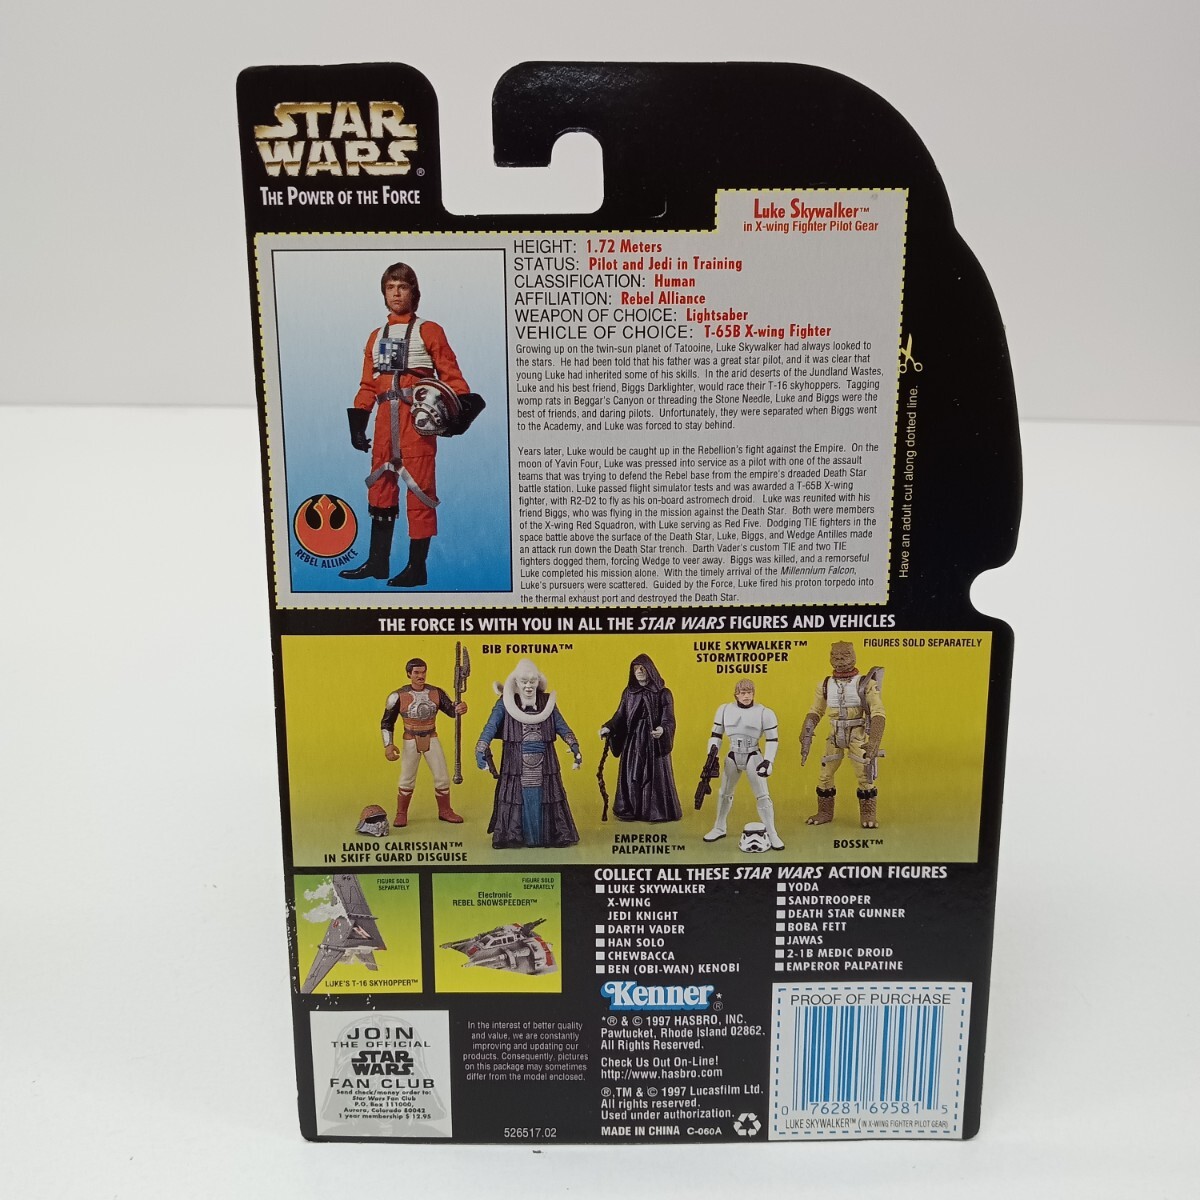 STAR
WARS®
THE POWER OF THE FORCE
Luke Skywalker™
in X-wing Fighter Pilot Gear
HEIGHT: 1.72 Meters
STATUS: Pilot and Jedi in Training
CLASSIFICATION: Human
AFFILIATION: Rebel Alliance
WEAPON OF CHOICE: Lightsaber
VEHICLE OF CHOICE: T-65B X-wing Fighter
Growing up on the twin-sun planet of Tatooine, Luke Skywalker had always looked to
the stars. He had been told that his father was a great star pilot, and it was clear that
young Luke had inherited some of his skills. In the arid deserts of the Jundland Wastes,
Luke and his best friend, Biggs Darklighter, would race their T-16 skyhoppers. Tagging
womp rats in Beggar's Canyon or threading the Stone Needle, Luke and Biggs were the
best of friends, and daring pilots. Unfortunately, they were separated when Biggs went
to the Academy, and Luke was forced to stay behind.
Years later, Luke would be caught up in the Rebellion's fight against the Empire. On the
moon of Yavin Four, Luke was pressed into service as a pilot with one of the assault
teams that was trying to defend the Rebel base from the empire's dreaded Death Star
battle station. Luke passed flight simulator tests and was awarded a T-65B X-wing
fighter, with R2-D2 to fly as his on-board astromech droid. Luke was reunited with his
friend Biggs, who was flying in the mission against the Death Star. Both were members
of the X-wing Red Squadron, with Luke serving as Red Five. Dodging TIE fighters in the
space battle above the surface of the Death Star, Luke, Biggs, and Wedge Antilles made
an attack run down the Death Star trench. Darth Vader's custom TIE and two TIE
fighters dogged them, forcing Wedge to veer away. Biggs was killed, and a remorseful
Luke completed his mission alone. With the timely arrival of the Millennium Falcon,
Luke's pursuers were scattered. Guided by the Force, Luke fired his proton torpedo into
the thermal exhaust port and destroyed the Death Star.
REBEL ALLIANCE
Have an adult cut along dotted line.
THE FORCE IS WITH YOU IN ALL THE STAR WARS FIGURES AND VEHICLES
FIGURES SOLD SEPARATELY
BIB FORTUNA™
LUKE SKYWALKER™
STORMTROOPER
DISGUISE
LANDO CALRISSIAN™
IN SKIFF GUARD DISGUISE
EMPEROR
PALPATINE™
BOSSK™
FIGURE SOLD
SEPARATELY
LUKE'S T-16 SKYHOPPER™
FIGURE SOLD
SEPARATELY
Electronic
REBEL SNOWSPEEDER™
COLLECT ALL THESE STAR WARS ACTION FIGURES
LUKE SKYWALKER
X-WING
JEDI KNIGHT
DARTH VADER
HAN SOLO
CHEWBACCA
BEN (OBI-WAN) KENOBI
YODA
SANDTROOPER
DEATH STAR GUNNER
BOBA FETT
JAWAS
2-1B MEDIC DROID
EMPEROR PALPATINE
JOIN
THE OFFICIAL
STAR
WARS
FAN CLUB
Send check/money order to:
Star Wars Fan Club
P.O. Box 111000,
Aurora, Colorado 80042
1 year membership $ 12.95
In the interest of better quality
and value, we are constantly
improving and updating our
products. Consequently, pictures
on this package may sometimes
differ from the model enclosed.
526517.02
Kenner*®
*® & © 1997 HASBRO, INC.
Pawtucket, Rhode Island 02862.
All Rights Reserved.
Check Us Out On-Line!
http://www.hasbro.com
®,TM & © 1997 Lucasfilm Ltd.
All rights reserved.
Used under authorization.
MADE IN CHINA C-060A
PROOF OF PURCHASE
0 76281 69581 5
LUKE SKYWALKER™ (IN X-WING FIGHTER PILOT GEAR)